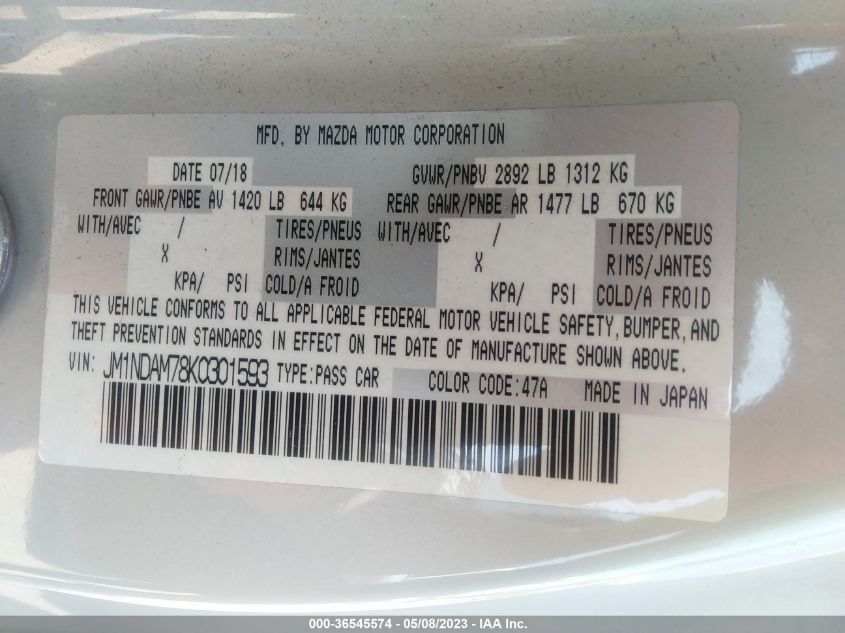 MFD. BY MAZDA MOTOR CORPORATION
DATE 07/18 GVWR/PNBV 2892 LB 1312 KG
FRONT GAWR/PNBE AV 1420 LB 644 KG REAR GAWR/PNBE AR 1477 LB 670 KG
WITH/AVEC / TIRES/PNEUS WITH/AVEC / TIRES/PNEUS
X RIMS/JANTES X RIMS/JANTES
KPA/ PSI COLD/A FROID KPA/ PSI COLD/A FROID
THIS VEHICLE CONFORMS TO ALL APPLICABLE FEDERAL MOTOR VEHICLE SAFETY, BUMPER, AND
THEFT PREVENTION STANDARDS IN EFFECT ON THE DATE OF MANUFACTURE SHOWN ABOVE.
VIN: JM1NDAM78K0301593 TYPE:PASS CAR COLOR CODE:47A MADE IN JAPAN
000-36545574 - 05/08/2023 - IAA Inc.